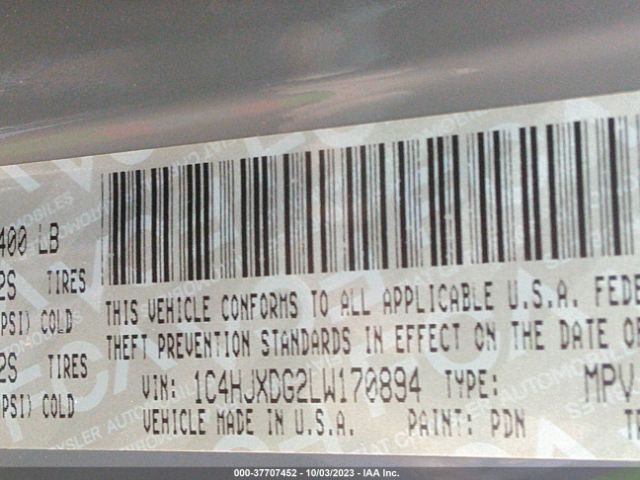 400 LB
2S TIRES
PSI) COLD
2S TIRES
PSI) COLD
THIS VEHICLE CONFORMS TO ALL APPLICABLE U.S.A. FEDE
THEFT PREVENTION STANDARDS IN EFFECT ON THE DATE OF
VIN: 1C4HJXDG2LW170894 TYPE: MPV
VEHICLE MADE IN U.S.A. PAINT: PDN
000-37707452 - 10/03/2023 - IAA Inc.